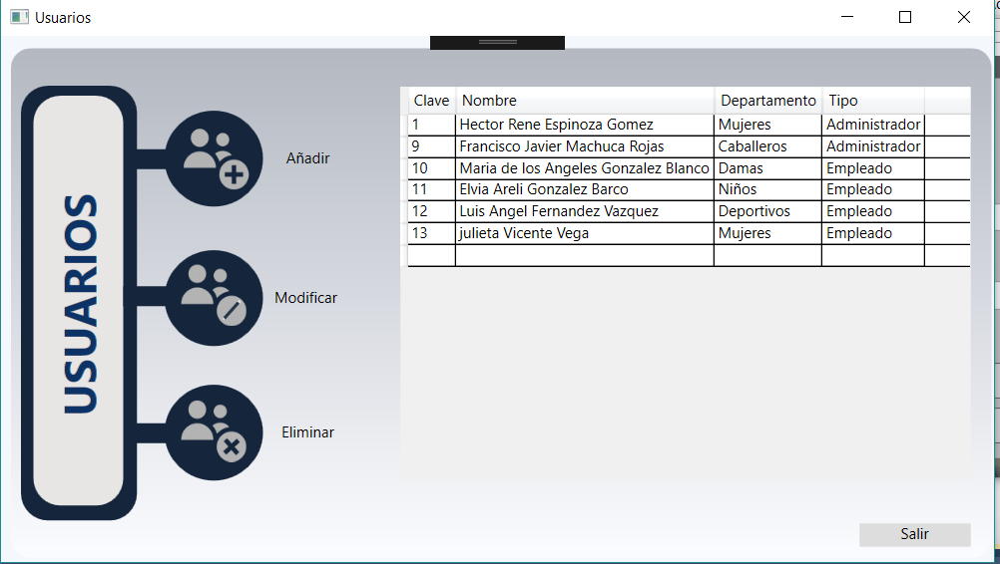 Usuarios
USUARIOS
Añadir
Modificar
Eliminar
Clave Nombre Departamento Tipo
1 Hector Rene Espinoza Gomez Mujeres Administrador
9 Francisco Javier Machuca Rojas Caballeros Administrador
10 Maria de los Angeles Gonzalez Blanco Damas Empleado
11 Elvia Areli Gonzalez Barco Niños Empleado
12 Luis Angel Fernandez Vazquez Deportivos Empleado
13 julieta Vicente Vega Mujeres Empleado
Salir